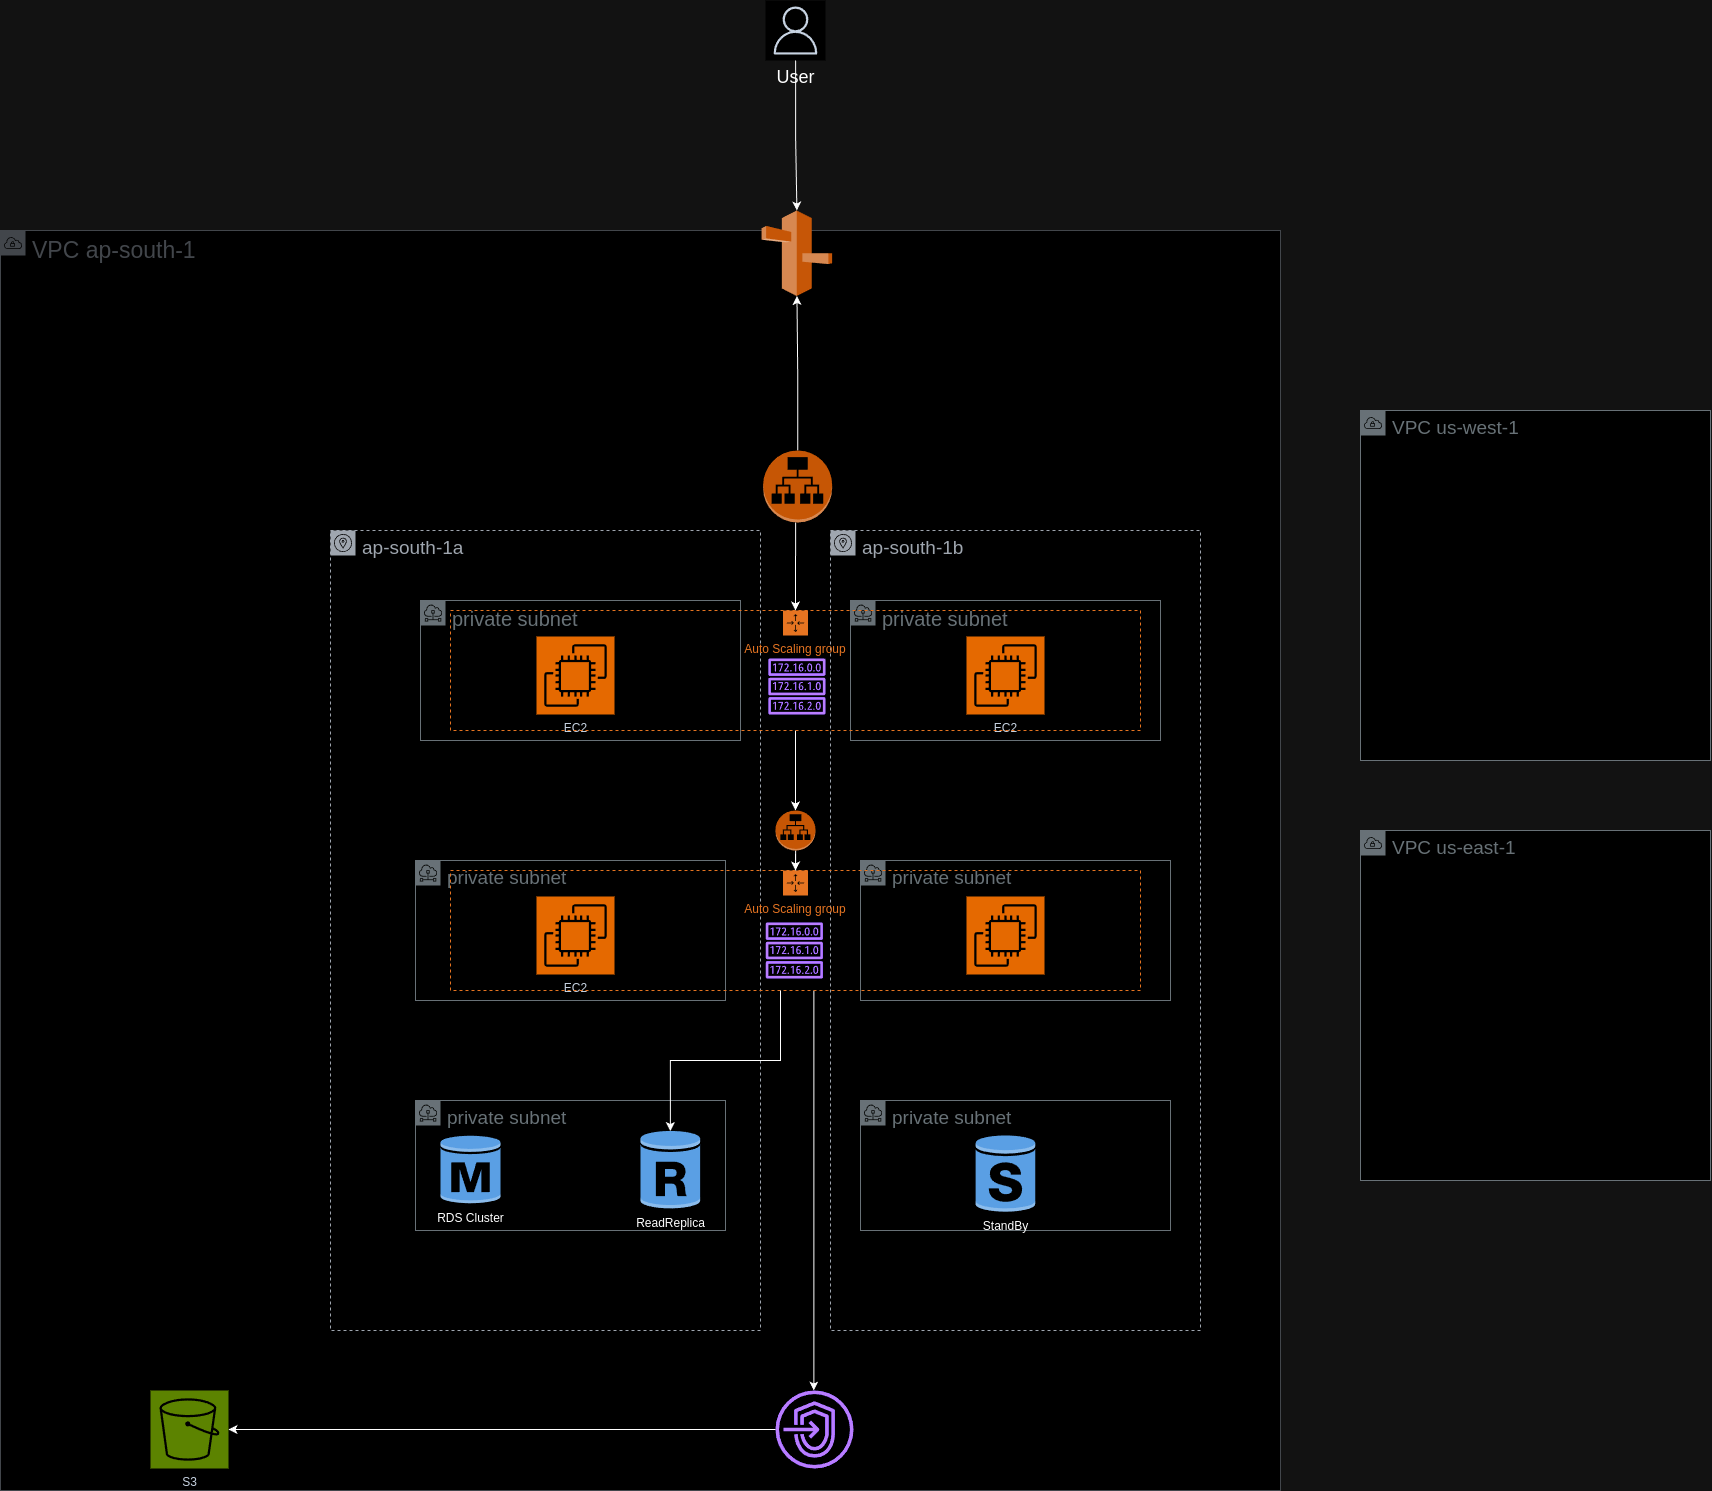 User
VPC ap-south-1
VPC us-west-1
ap-south-1a
ap-south-1b
private subnet
private subnet
Auto Scaling group
172.16.0.0
172.16.1.0
172.16.2.0
EC2
EC2
VPC us-east-1
private subnet
private subnet
Auto Scaling group
172.16.0.0
172.16.1.0
172.16.2.0
EC2
private subnet
private subnet
M
R
S
RDS Cluster
ReadReplica
StandBy
S3